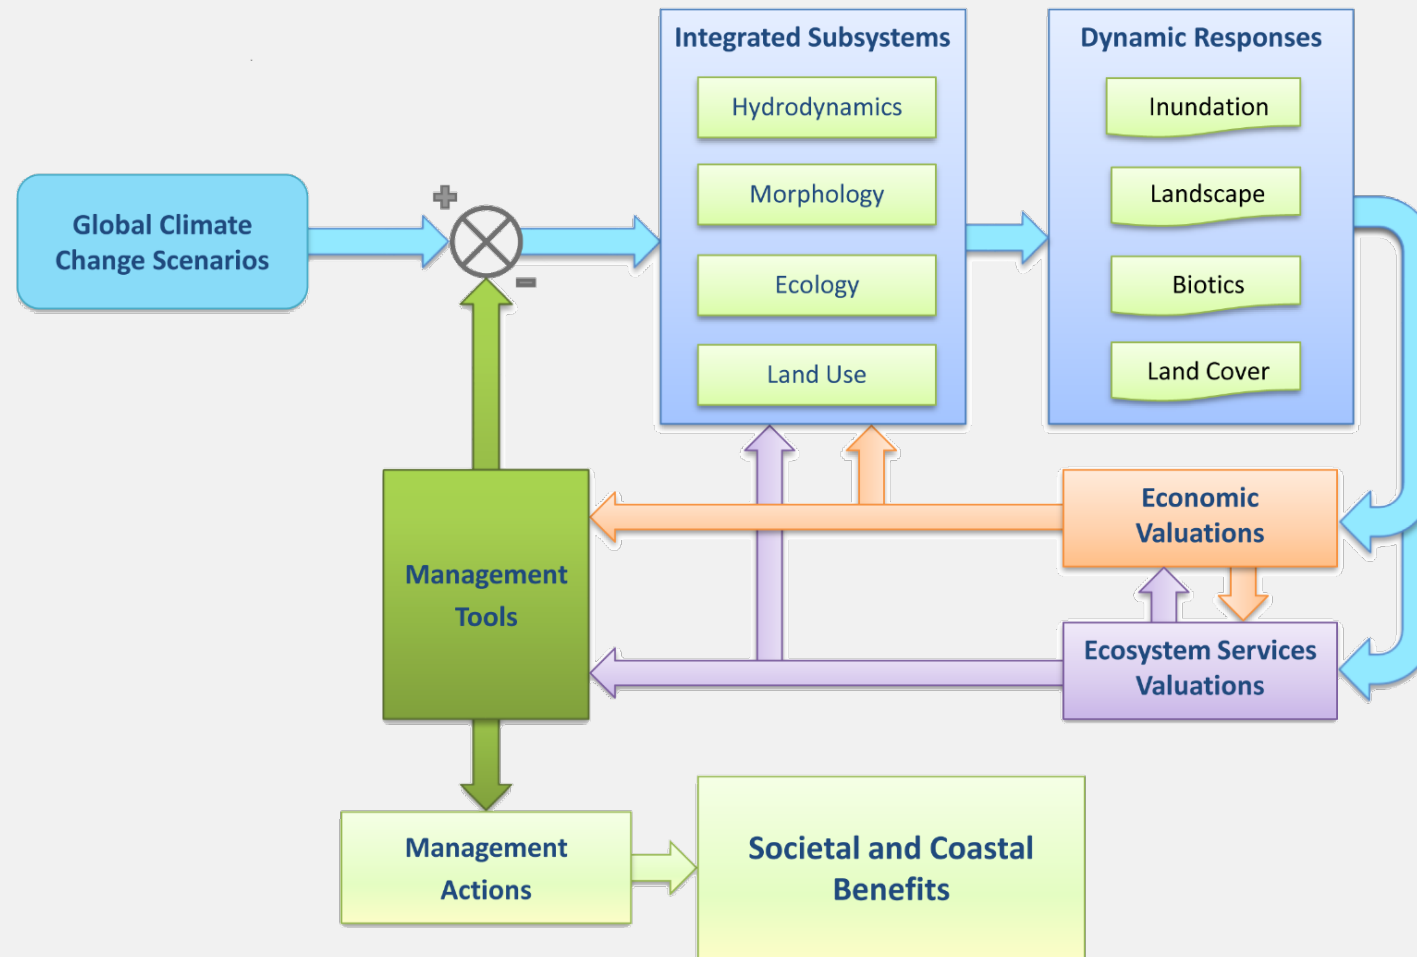 Integrated Subsystems
Hydrodynamics
Morphology
Ecology
Land Use
Dynamic Responses
Inundation
Landscape
Biotics
Land Cover
Global Climate
Change Scenarios
+
-
Management
Tools
Economic
Valuations
Ecosystem Services
Valuations
Management
Actions
Societal and Coastal
Benefits